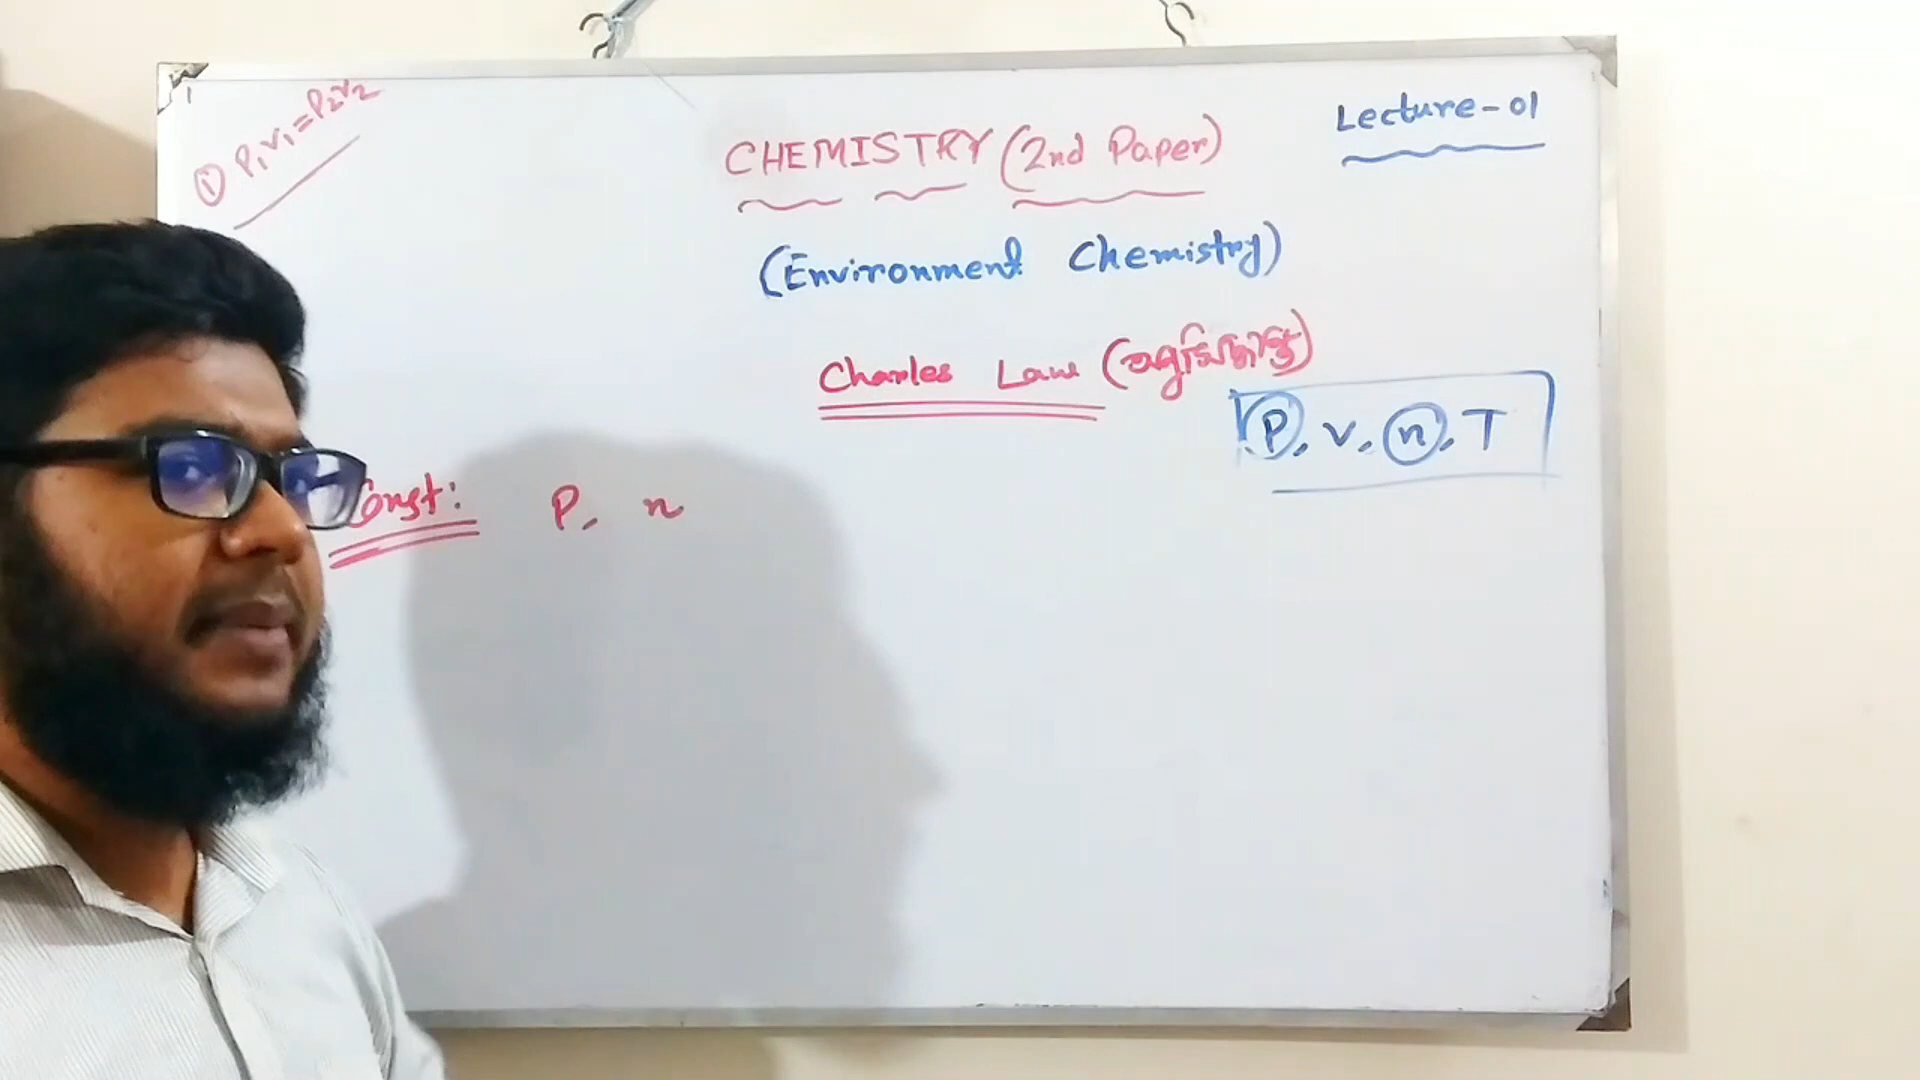 ① P₁V₁ = P₂V₂
Lecture-01
CHEMISTRY (2nd Paper)
(Environment Chemistry)
Charles Law
P, V, n, T
Const: P, n